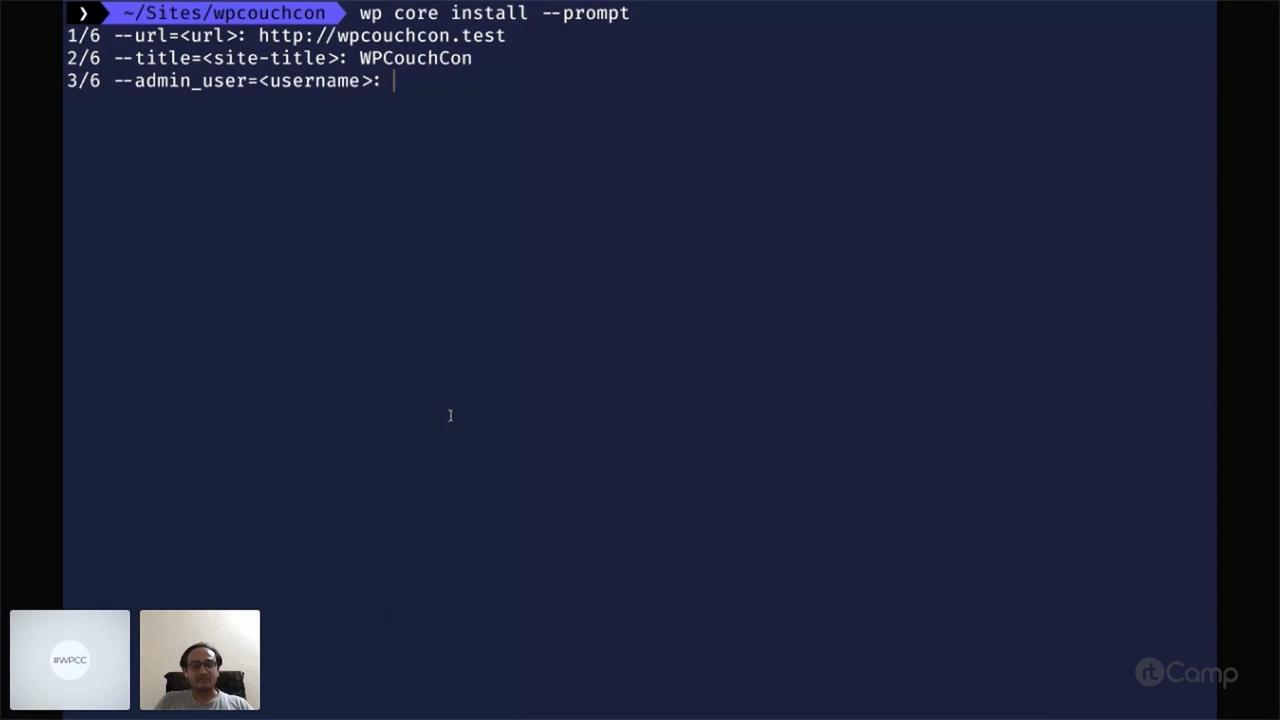 ❯ ~/Sites/wpcouchcon wp core install --prompt
1/6 --url=<url>: http://wpcouchcon.test
2/6 --title=<site-title>: WPCouchCon
3/6 --admin_user=<username>:
#WPCC
rtCamp